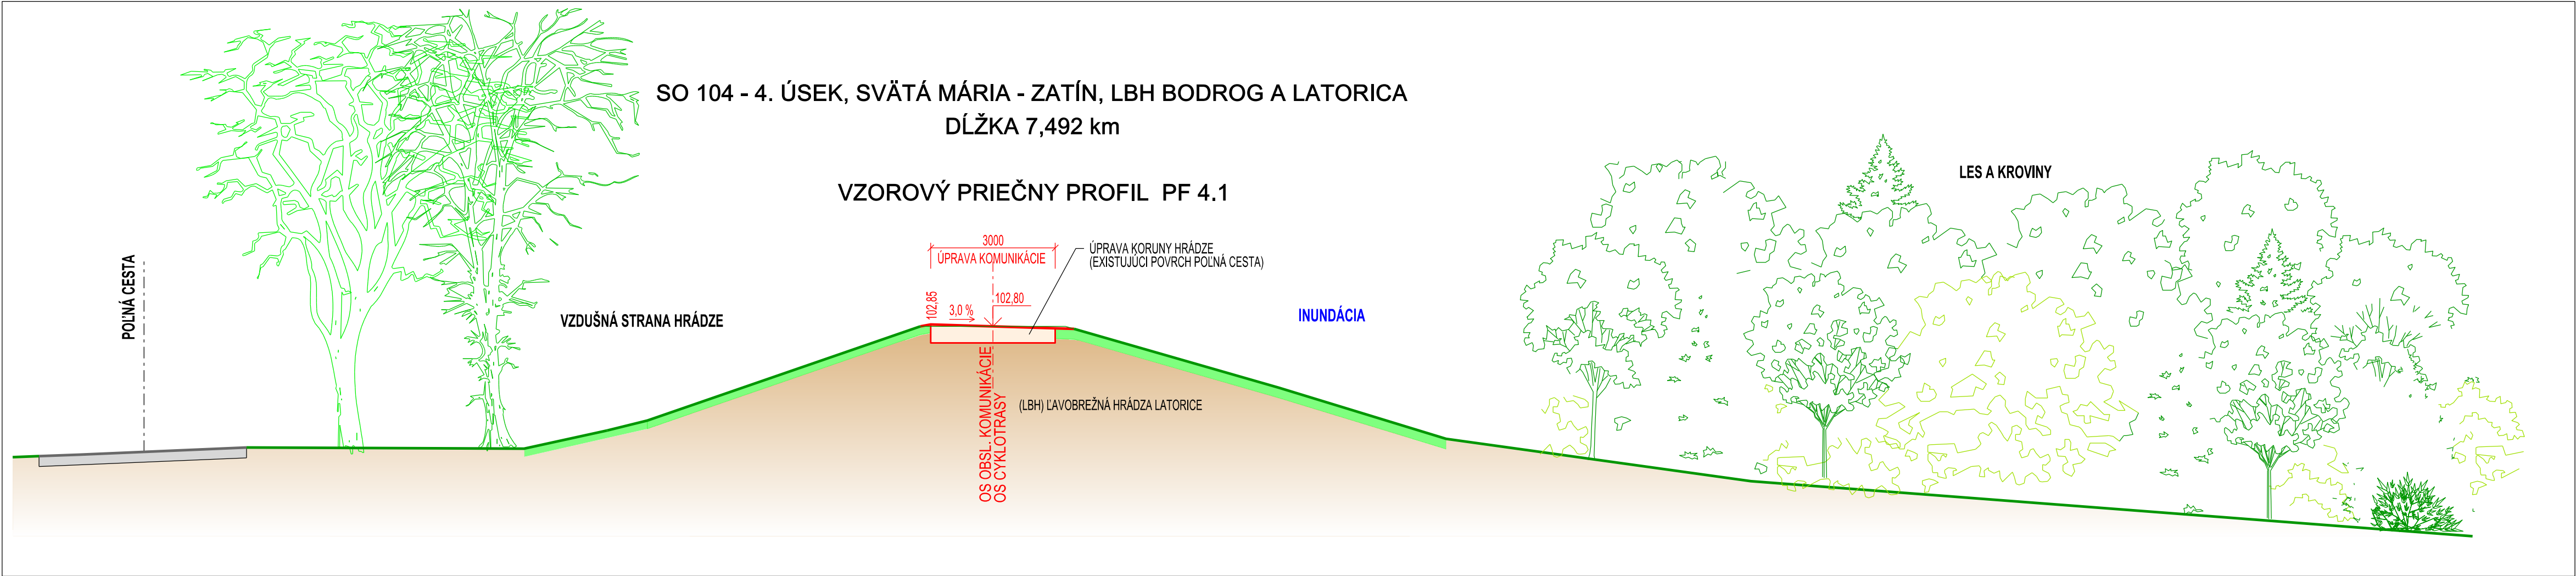 SO 104 - 4. ÚSEK, SVÄTÁ MÁRIA - ZATÍN, LBH BODROG A LATORICA
DĹŽKA 7,492 km
VZOROVÝ PRIEČNY PROFIL PF 4.1
LES A KROVINY
POĽNÁ CESTA
VZDUŠNÁ STRANA HRÁDZE
3000
ÚPRAVA KOMUNIKÁCIE
ÚPRAVA KORUNY HRÁDZE
(EXISTUJÚCI POVRCH POĽNÁ CESTA)
102,85
3,0 %
102,80
INUNDÁCIA
OS OBSL. KOMUNIKÁCIE
OS CYKLOTRASY
(LBH) ĽAVOBREŽNÁ HRÁDZA LATORICE